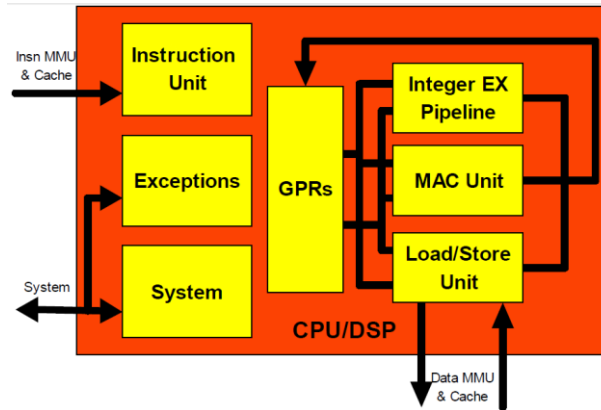 Insn MMU
& Cache
Instruction
Unit
Exceptions
System
System
GPRs
Integer EX
Pipeline
MAC Unit
Load/Store
Unit
CPU/DSP
Data MMU
& Cache